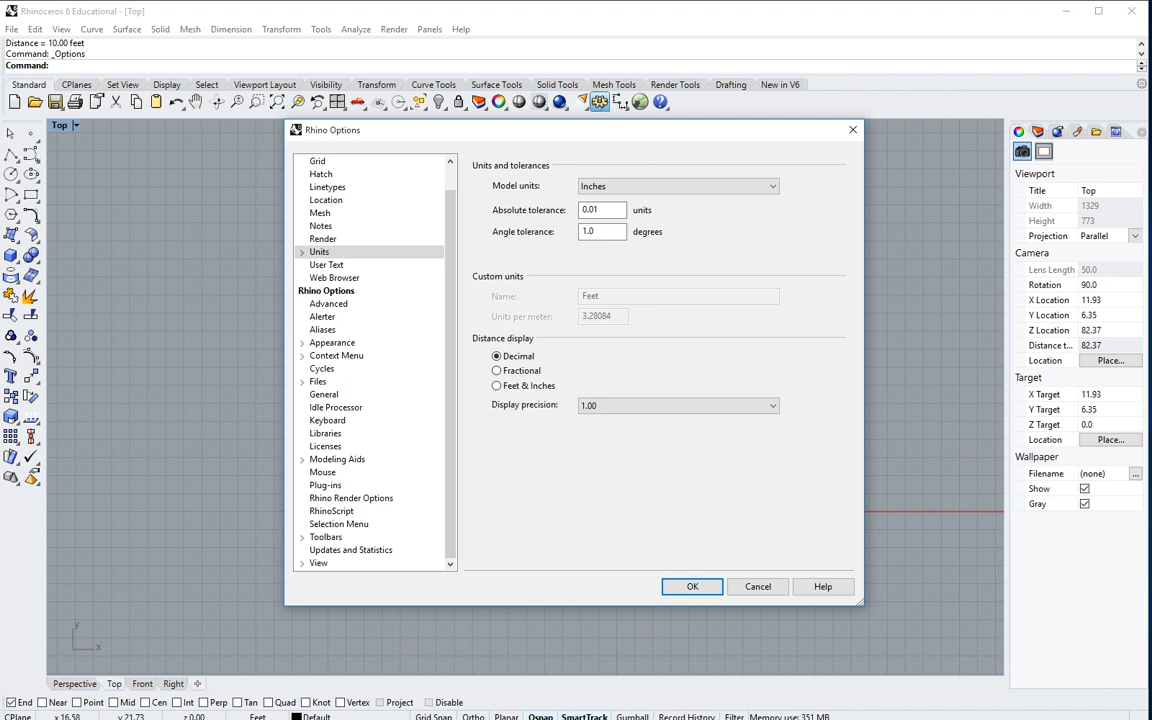 Rhinoceros 6 Educational - [Top]
File Edit View Curve Surface Solid Mesh Dimension Transform Tools Analyze Render Panels Help
Distance = 10.00 feet
Command: _Options
Command:
Standard CPlanes Set View Display Select Viewport Layout Visibility Transform Curve Tools Surface Tools Solid Tools Mesh Tools Render Tools Drafting New in V6
Top
Rhino Options
Grid
Hatch
Linetypes
Location
Mesh
Notes
Render
Units
User Text
Web Browser
Rhino Options
Advanced
Alerter
Aliases
Appearance
Context Menu
Cycles
Files
General
Idle Processor
Keyboard
Libraries
Licenses
Modeling Aids
Mouse
Plug-ins
Rhino Render Options
RhinoScript
Selection Menu
Toolbars
Updates and Statistics
View
Units and tolerances
Model units: Inches
Absolute tolerance: 0.01 units
Angle tolerance: 1.0 degrees
Custom units
Name: Feet
Units per meter: 3.28084
Distance display
Decimal
Fractional
Feet & Inches
Display precision: 1.00
OK Cancel Help
Viewport
Title Top
Width 1329
Height 773
Projection Parallel
Camera
Lens Length 50.0
Rotation 90.0
X Location 11.93
Y Location 6.35
Z Location 82.37
Distance t... 82.37
Location Place...
Target
X Target 11.93
Y Target 6.35
Z Target 0.0
Location Place...
Wallpaper
Filename (none) ...
Show
Gray
y
x
Perspective Top Front Right
End Near Point Mid Cen Int Perp Tan Quad Knot Vertex Project Disable
CPlane x 16.58 y 21.73 z 0.00 Feet Default Grid Snap Ortho Planar Osnap SmartTrack Gumball Record History Filter Memory use: 351 MB